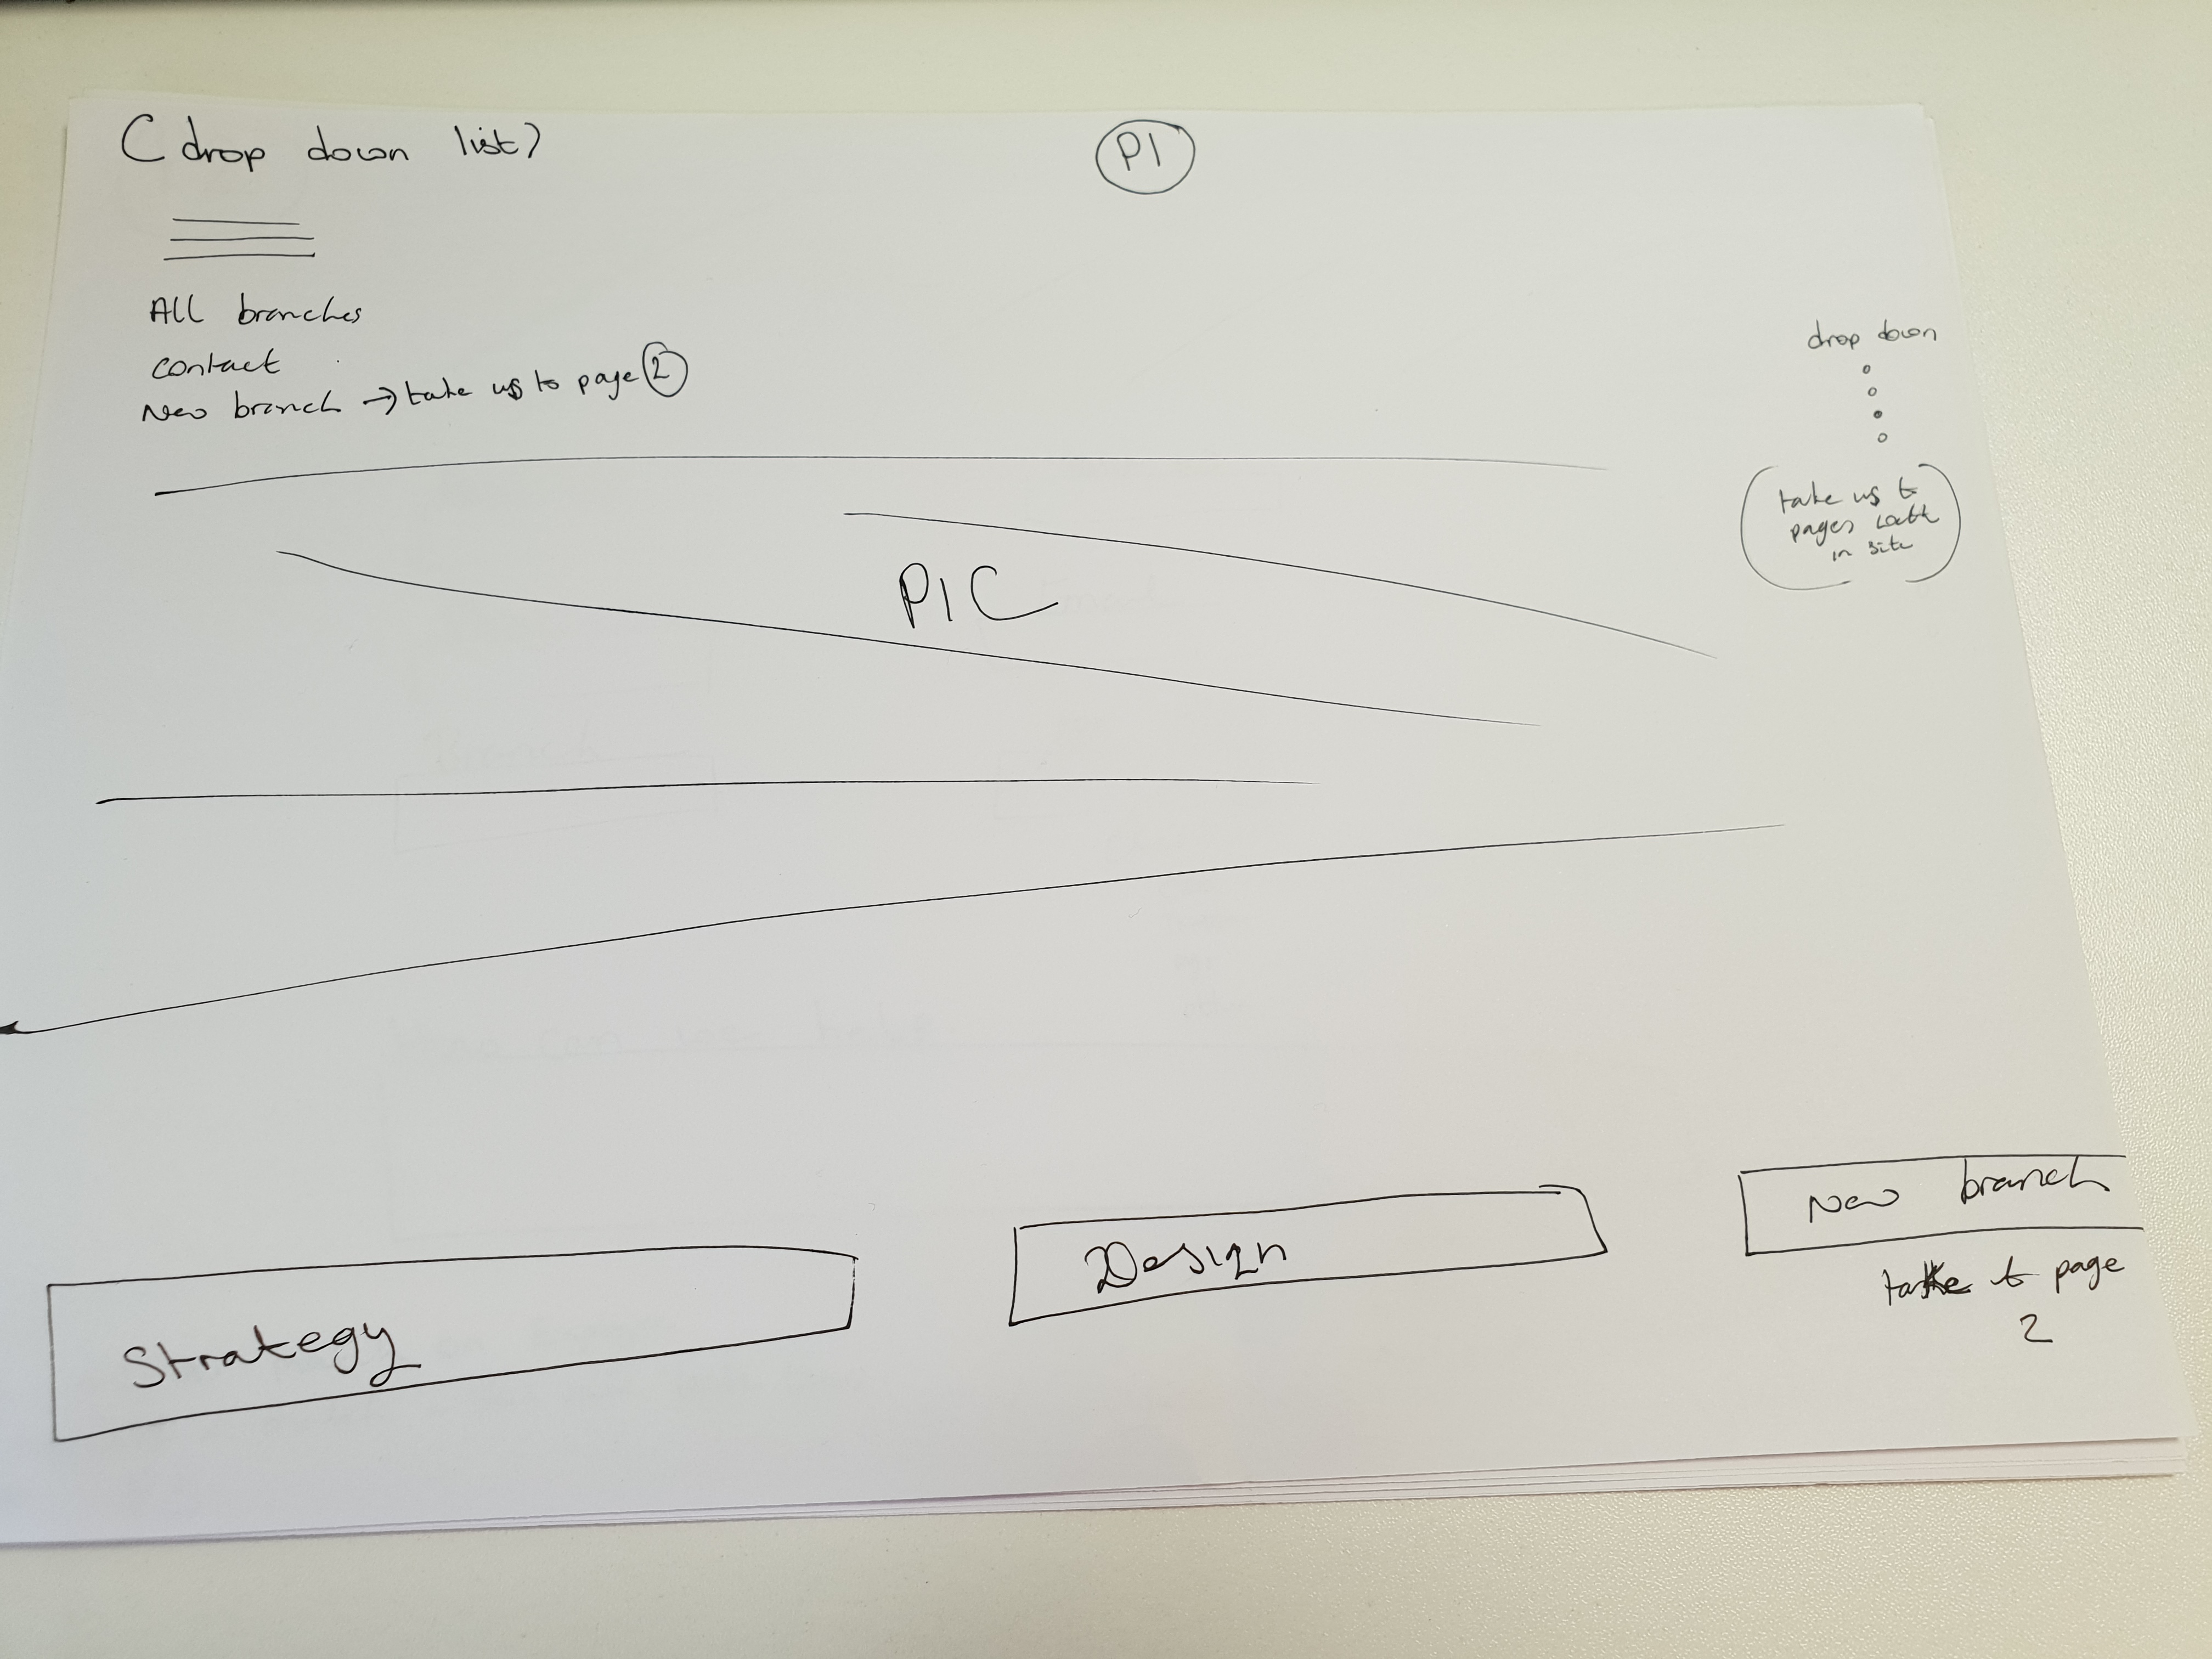 (drop down list)
P1
All branches
contact
New branch → take us to page 2
drop down
take us to
pages
in site
PIC
Strategy
Design
New branch
take to page
2